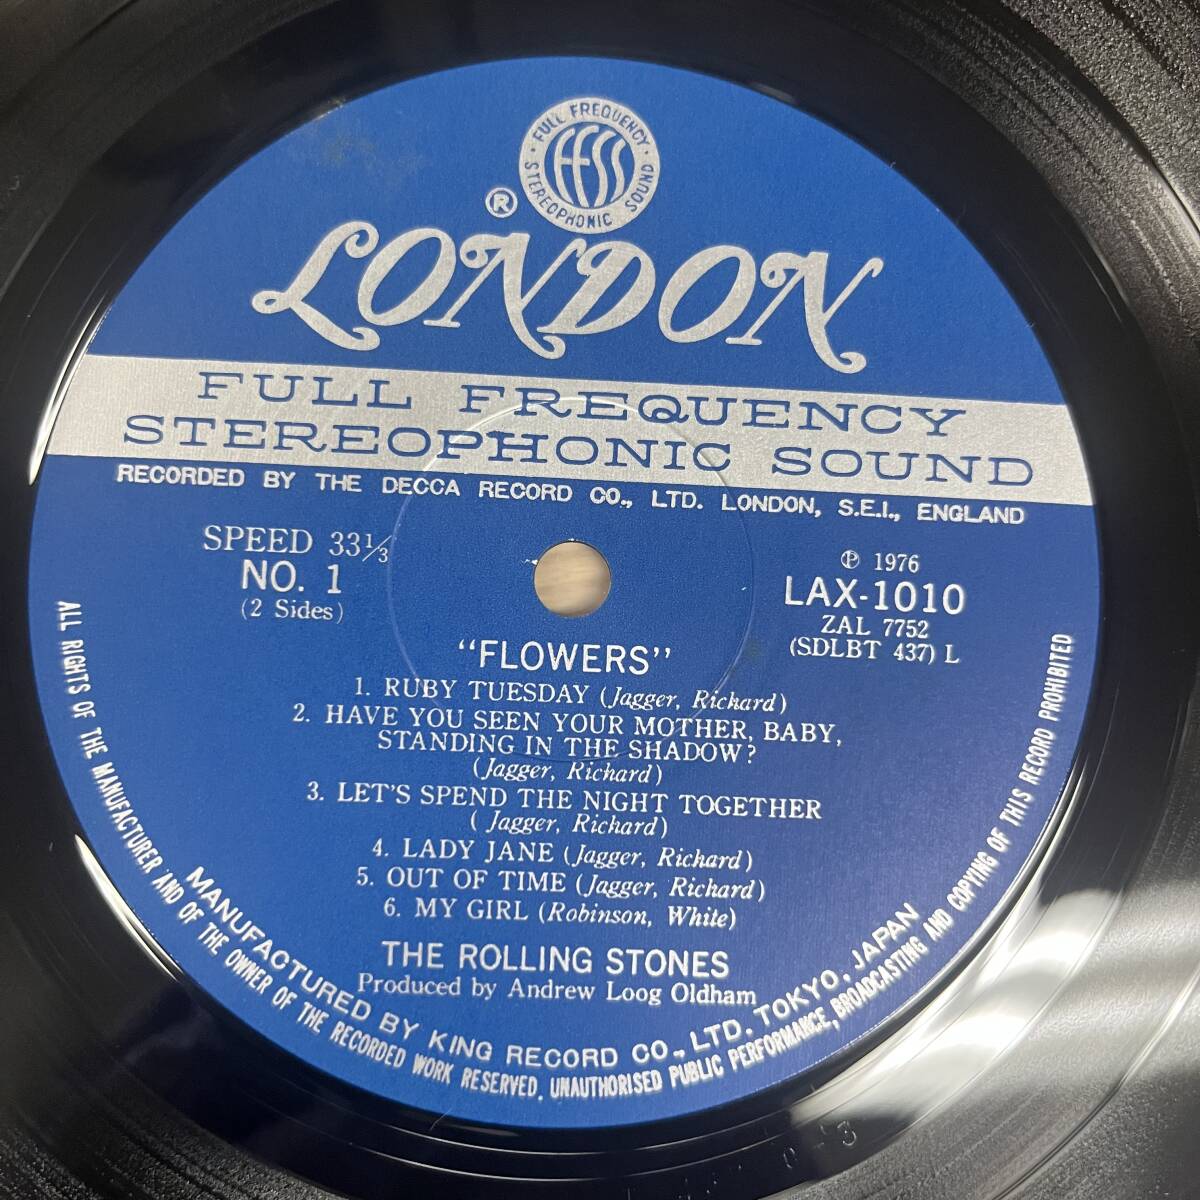 FULL FREQUENCY
FFSS
STEREOPHONIC SOUND
®
LONDON
FULL FREQUENCY
STEREOPHONIC SOUND
RECORDED BY THE DECCA RECORD CO., LTD. LONDON, S.E.I., ENGLAND
SPEED 33⅓
NO. 1
(2 Sides)
℗ 1976
LAX-1010
ZAL 7752
(SDLBT 437) L
"FLOWERS"
1. RUBY TUESDAY (Jagger, Richard)
2. HAVE YOU SEEN YOUR MOTHER, BABY,
STANDING IN THE SHADOW?
(Jagger, Richard)
3. LET'S SPEND THE NIGHT TOGETHER
( Jagger, Richard)
4. LADY JANE (Jagger, Richard)
5. OUT OF TIME (Jagger, Richard)
6. MY GIRL (Robinson, White)
THE ROLLING STONES
Produced by Andrew Loog Oldham
MANUFACTURED BY KING RECORD CO., LTD. TOKYO, JAPAN
ALL RIGHTS OF THE MANUFACTURER AND OF THE OWNER OF THE RECORDED WORK RESERVED. UNAUTHORISED PUBLIC PERFORMANCE, BROADCASTING AND COPYING OF THIS RECORD PROHIBITED